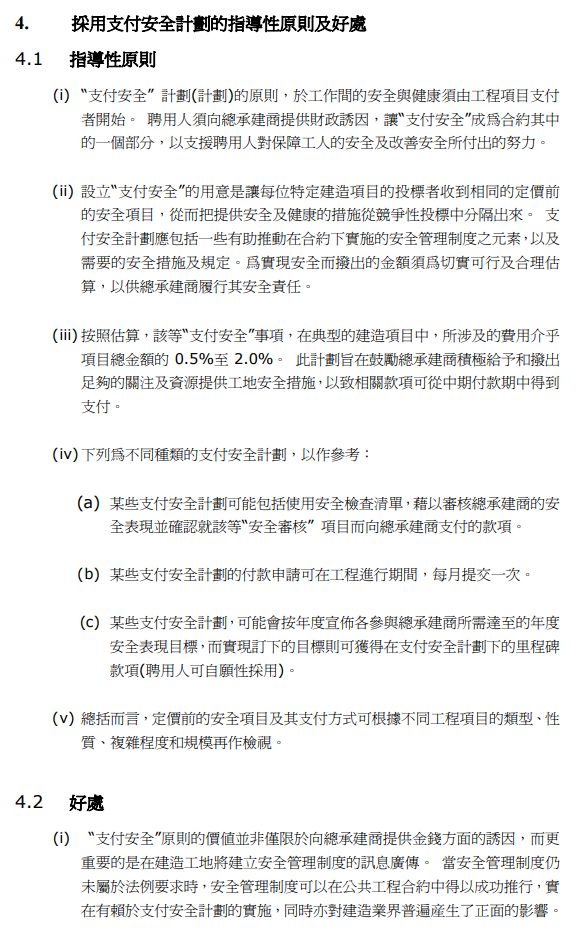 4. 採用支付安全計劃的指導性原則及好處
4.1 指導性原則
(i) “支付安全” 計劃(計劃)的原則，於工作間的安全與健康須由工程項目支付
者開始。 聘用人須向總承建商提供財政誘因，讓“支付安全”成爲合約其中
的一個部分，以支援聘用人對保障工人的安全及改善安全所付出的努力。
(ii) 設立“支付安全”的用意是讓每位特定建造項目的投標者收到相同的定價前
的安全項目，從而把提供安全及健康的措施從競爭性投標中分隔出來。 支
付安全計劃應包括一些有助推動在合約下實施的安全管理制度之元素，以及
需要的安全措施及規定。爲實現安全而撥出的金額須爲切實可行及合理估
算，以供總承建商履行其安全責任。
(iii) 按照估算，該等“支付安全”事項，在典型的建造項目中，所涉及的費用介乎
項目總金額的 0.5%至 2.0%。 此計劃旨在鼓勵總承建商積極給予和撥出
足夠的關注及資源提供工地安全措施，以致相關款項可從中期付款期中得到
支付。
(iv) 下列爲不同種類的支付安全計劃，以作參考：
(a) 某些支付安全計劃可能包括使用安全檢查清單，藉以審核總承建商的安
全表現並確認就該等“安全審核” 項目而向總承建商支付的款項。
(b) 某些支付安全計劃的付款申請可在工程進行期間，每月提交一次。
(c) 某些支付安全計劃，可能會按年度宣佈各參與總承建商所需達至的年度
安全表現目標，而實現訂下的目標則可獲得在支付安全計劃下的里程碑
款項(聘用人可自願性採用)。
(v) 總括而言，定價前的安全項目及其支付方式可根據不同工程項目的類型、性
質、複雜程度和規模再作檢視。
4.2 好處
(i) “支付安全”原則的價値並非僅限於向總承建商提供金錢方面的誘因，而更
重要的是在建造工地將建立安全管理制度的訊息廣傳。 當安全管理制度仍
未屬於法例要求時，安全管理制度可以在公共工程合約中得以成功推行，實
在有賴於支付安全計劃的實施，同時亦對建造業界普遍産生了正面的影響。